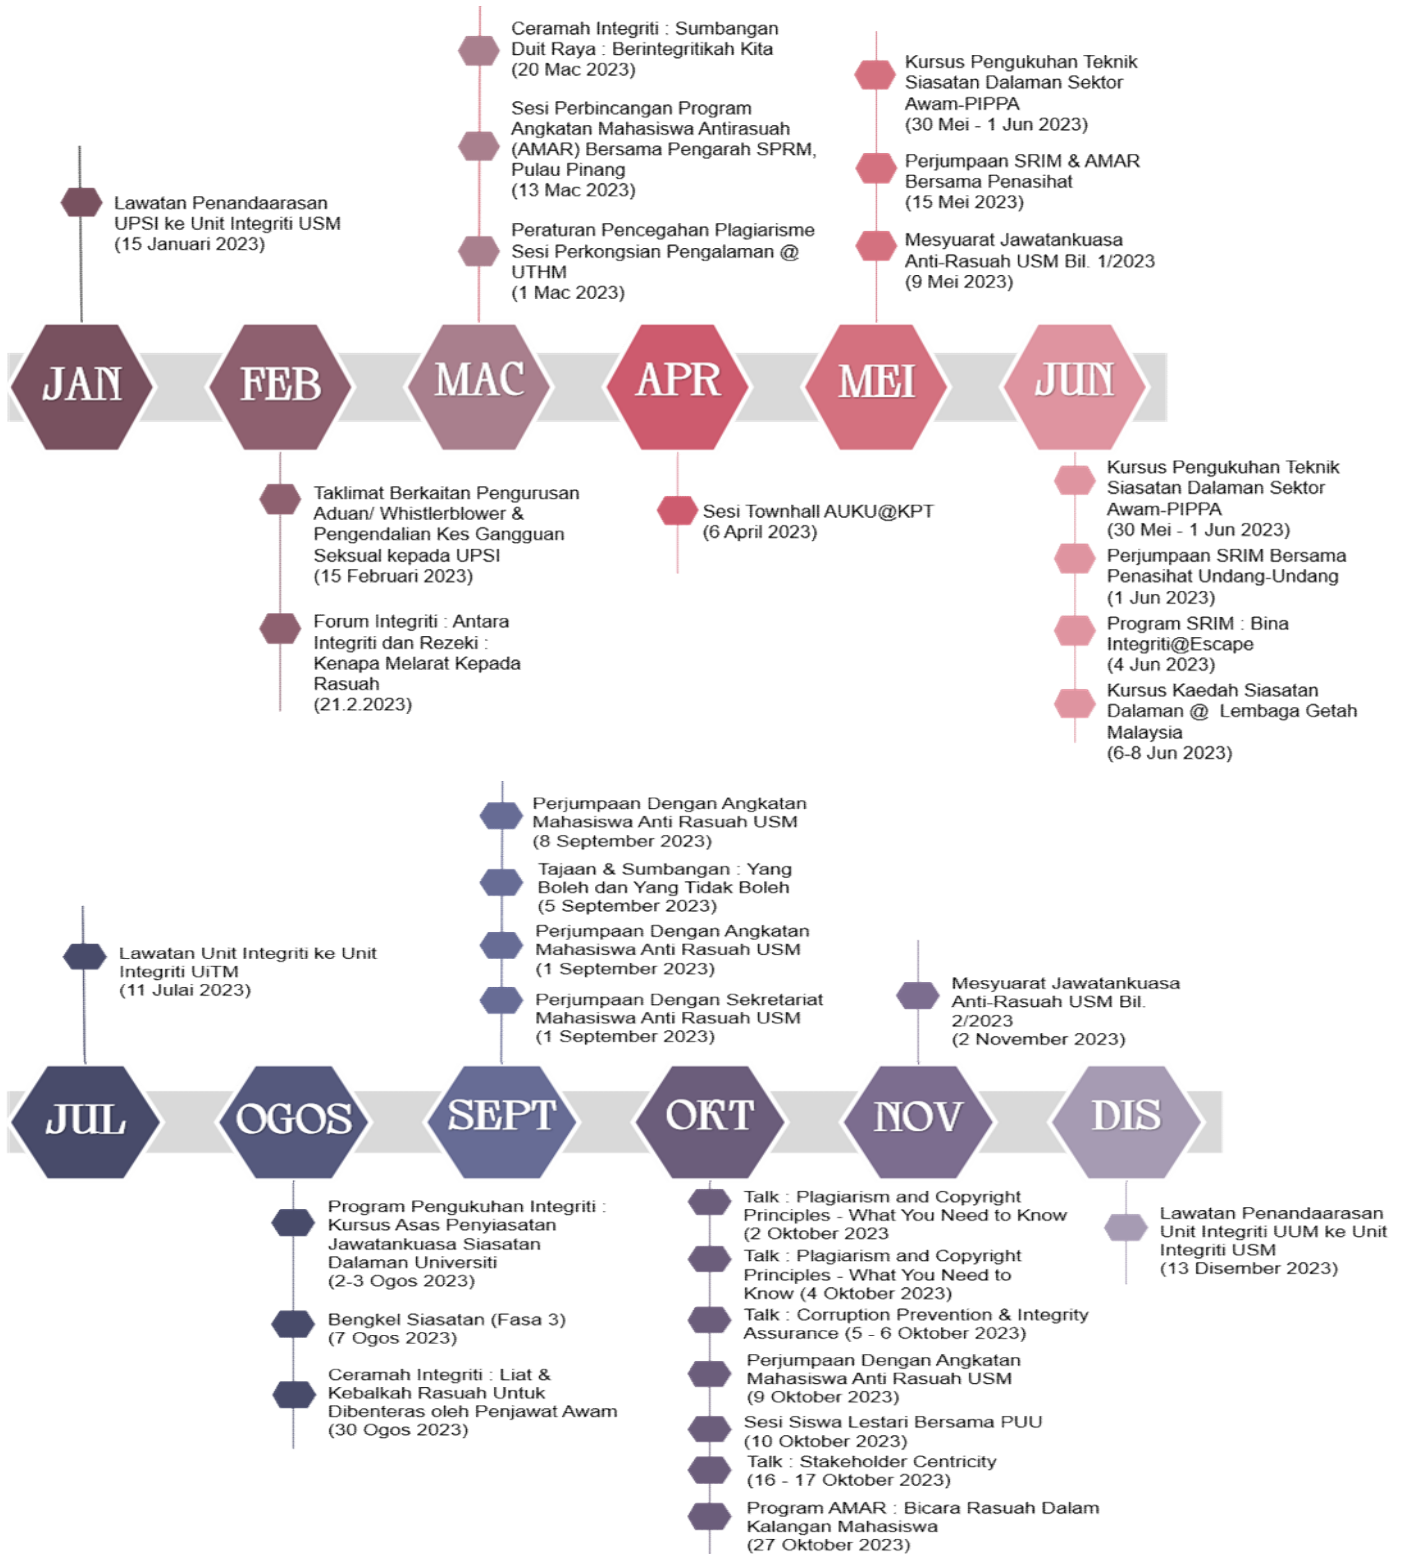 Ceramah Integriti : Sumbangan
Duit Raya : Berintegritikah Kita
(20 Mac 2023)
Sesi Perbincangan Program
Angkatan Mahasiswa Antirasuah
(AMAR) Bersama Pengarah SPRM,
Pulau Pinang
(13 Mac 2023)
Peraturan Pencegahan Plagiarisme
Sesi Perkongsian Pengalaman @
UTHM
(1 Mac 2023)
Kursus Pengukuhan Teknik
Siasatan Dalaman Sektor
Awam-PIPPA
(30 Mei - 1 Jun 2023)
Perjumpaan SRIM & AMAR
Bersama Penasihat
(15 Mei 2023)
Mesyuarat Jawatankuasa
Anti-Rasuah USM Bil. 1/2023
(9 Mei 2023)
Lawatan Penandaarasan
UPSI ke Unit Integriti USM
(15 Januari 2023)
JAN
FEB
MAC
APR
MEI
JUN
Taklimat Berkaitan Pengurusan
Aduan/ Whistlerblower &
Pengendalian Kes Gangguan
Seksual kepada UPSI
(15 Februari 2023)
Forum Integriti : Antara
Integriti dan Rezeki :
Kenapa Melarat Kepada
Rasuah
(21.2.2023)
Sesi Townhall AUKU@KPT
(6 April 2023)
Kursus Pengukuhan Teknik
Siasatan Dalaman Sektor
Awam-PIPPA
(30 Mei - 1 Jun 2023)
Perjumpaan SRIM Bersama
Penasihat Undang-Undang
(1 Jun 2023)
Program SRIM : Bina
Integriti@Escape
(4 Jun 2023)
Kursus Kaedah Siasatan
Dalaman @ Lembaga Getah
Malaysia
(6-8 Jun 2023)
Perjumpaan Dengan Angkatan
Mahasiswa Anti Rasuah USM
(8 September 2023)
Tajaan & Sumbangan : Yang
Boleh dan Yang Tidak Boleh
(5 September 2023)
Perjumpaan Dengan Angkatan
Mahasiswa Anti Rasuah USM
(1 September 2023)
Perjumpaan Dengan Sekretariat
Mahasiswa Anti Rasuah USM
(1 September 2023)
Lawatan Unit Integriti ke Unit
Integriti UiTM
(11 Julai 2023)
Mesyuarat Jawatankuasa
Anti-Rasuah USM Bil.
2/2023
(2 November 2023)
JUL
OGOS
SEPT
OKT
NOV
DIS
Program Pengukuhan Integriti :
Kursus Asas Penyiasatan
Jawatankuasa Siasatan
Dalaman Universiti
(2-3 Ogos 2023)
Bengkel Siasatan (Fasa 3)
(7 Ogos 2023)
Ceramah Integriti : Liat &
Kebalkah Rasuah Untuk
Dibenteras oleh Penjawat Awam
(30 Ogos 2023)
Talk : Plagiarism and Copyright
Principles - What You Need to Know
(2 Oktober 2023
Talk : Plagiarism and Copyright
Principles - What You Need to
Know (4 Oktober 2023)
Talk : Corruption Prevention & Integrity
Assurance (5 - 6 Oktober 2023)
Perjumpaan Dengan Angkatan
Mahasiswa Anti Rasuah USM
(9 Oktober 2023)
Sesi Siswa Lestari Bersama PUU
(10 Oktober 2023)
Talk : Stakeholder Centricity
(16 - 17 Oktober 2023)
Program AMAR : Bicara Rasuah Dalam
Kalangan Mahasiswa
(27 Oktober 2023)
Lawatan Penandaarasan
Unit Integriti UUM ke Unit
Integriti USM
(13 Disember 2023)